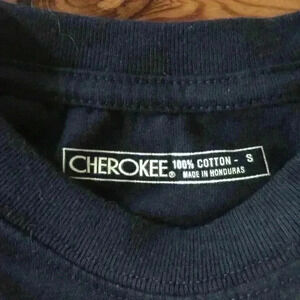 CHEROKEE® 100% COTTON - S
MADE IN HONDURAS